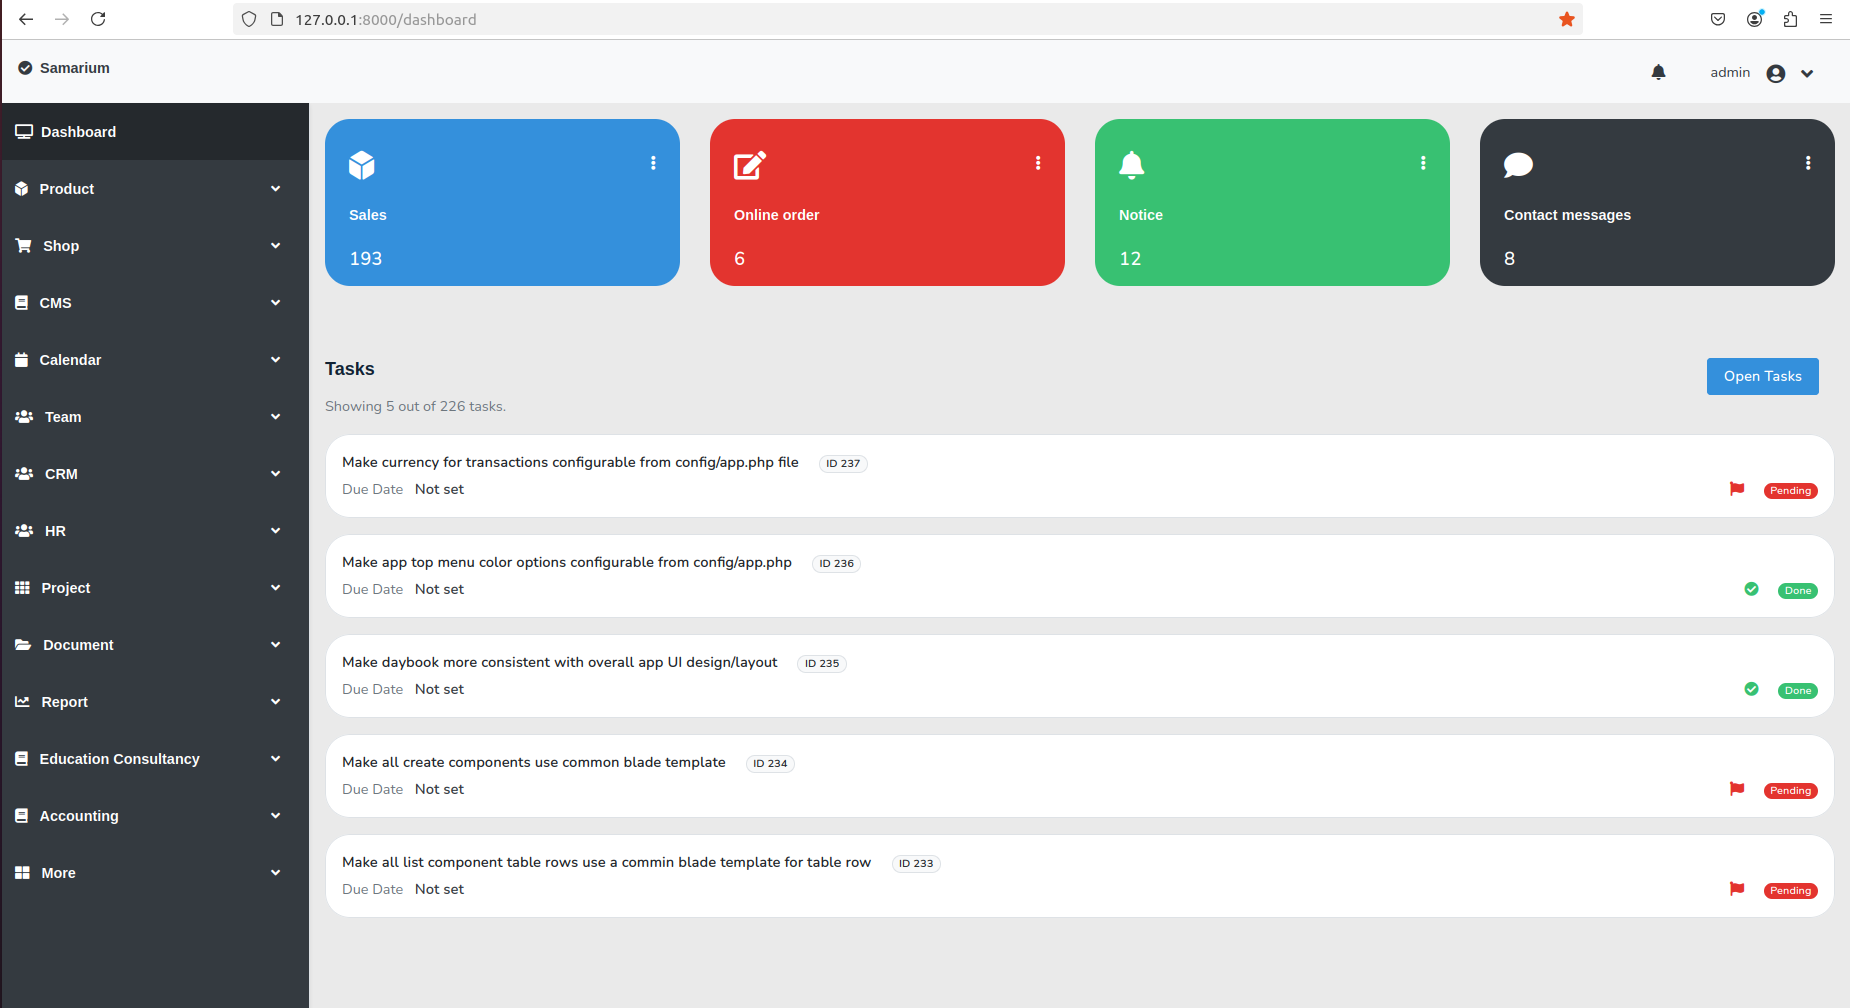 127.0.0.1:8000/dashboard
Samarium
admin
Dashboard
Product
Shop
CMS
Calendar
Team
CRM
HR
Project
Document
Report
Education Consultancy
Accounting
More
Sales
193
Online order
6
Notice
12
Contact messages
8
Tasks
Open Tasks
Showing 5 out of 226 tasks.
Make currency for transactions configurable from config/app.php file ID 237
Due Date Not set
Pending
Make app top menu color options configurable from config/app.php ID 236
Due Date Not set
Done
Make daybook more consistent with overall app UI design/layout ID 235
Due Date Not set
Done
Make all create components use common blade template ID 234
Due Date Not set
Pending
Make all list component table rows use a commin blade template for table row ID 233
Due Date Not set
Pending